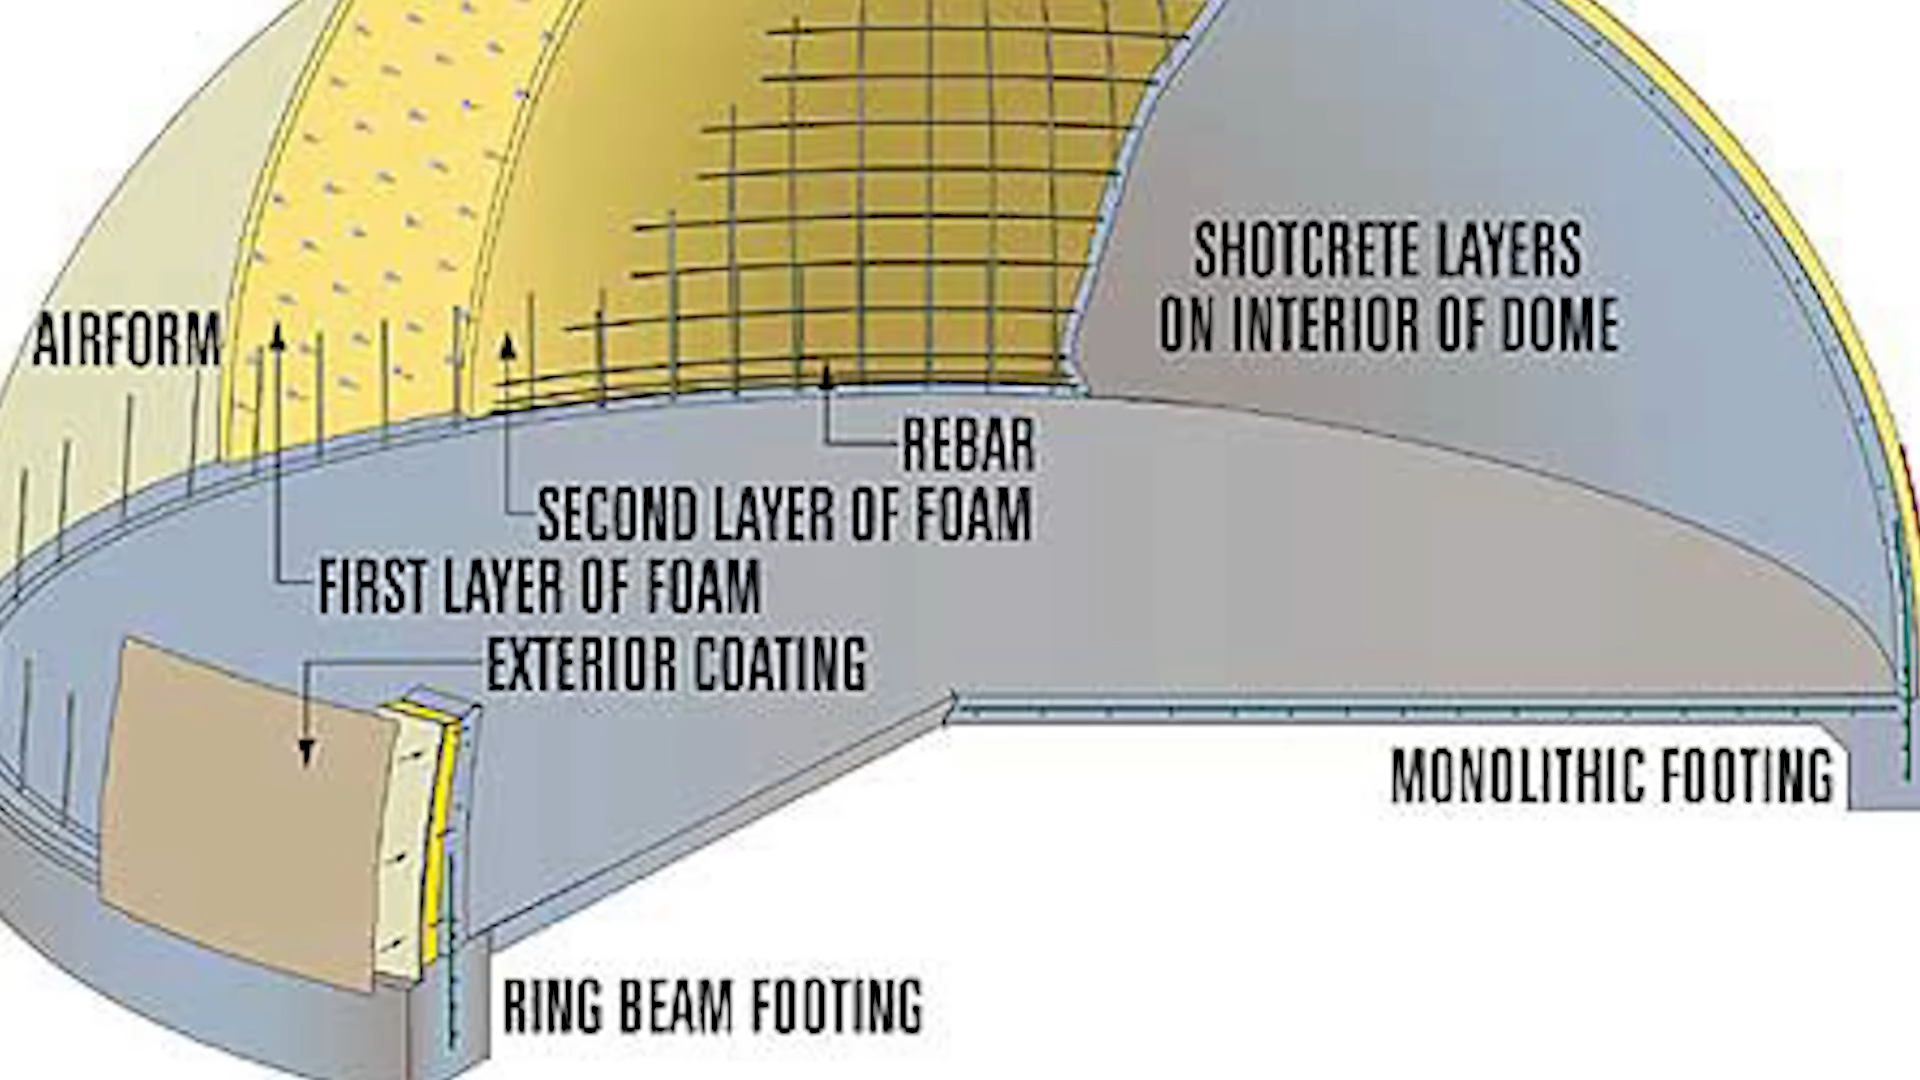 SHOTCRETE LAYERS
ON INTERIOR OF DOME
AIRFORM
REBAR
SECOND LAYER OF FOAM
FIRST LAYER OF FOAM
EXTERIOR COATING
MONOLITHIC FOOTING
RING BEAM FOOTING